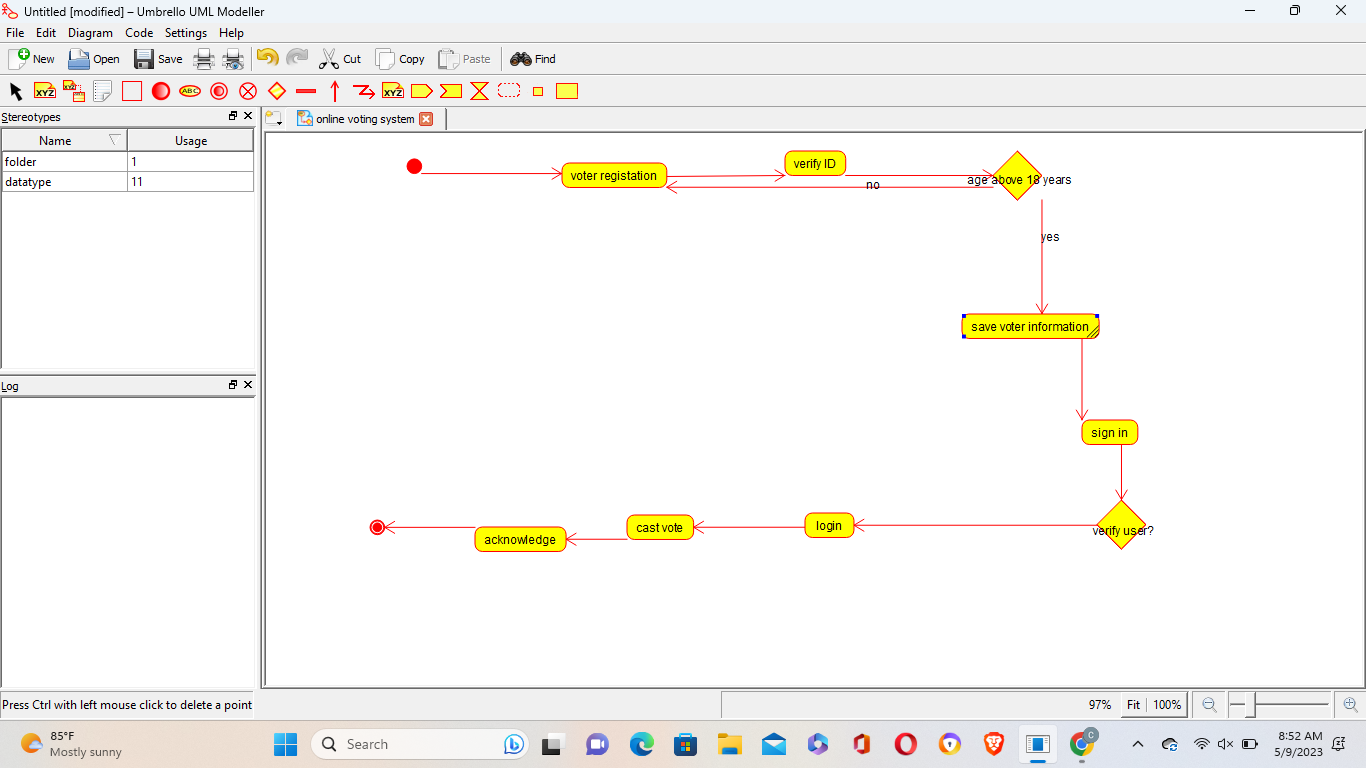 Untitled [modified] – Umbrello UML Modeller
File Edit Diagram Code Settings Help
New Open Save Cut Copy Paste Find
XYZ XYZ ABC XYZ
Stereotypes
online voting system
Name Usage
folder 1
datatype 11
Log
voter registation
verify ID
age above 18 years
no
yes
save voter information
sign in
verify user?
login
cast vote
acknowledge
Press Ctrl with left mouse click to delete a point
97% Fit 100%
85°F
Mostly sunny
Search
C
8:52 AM
5/9/2023